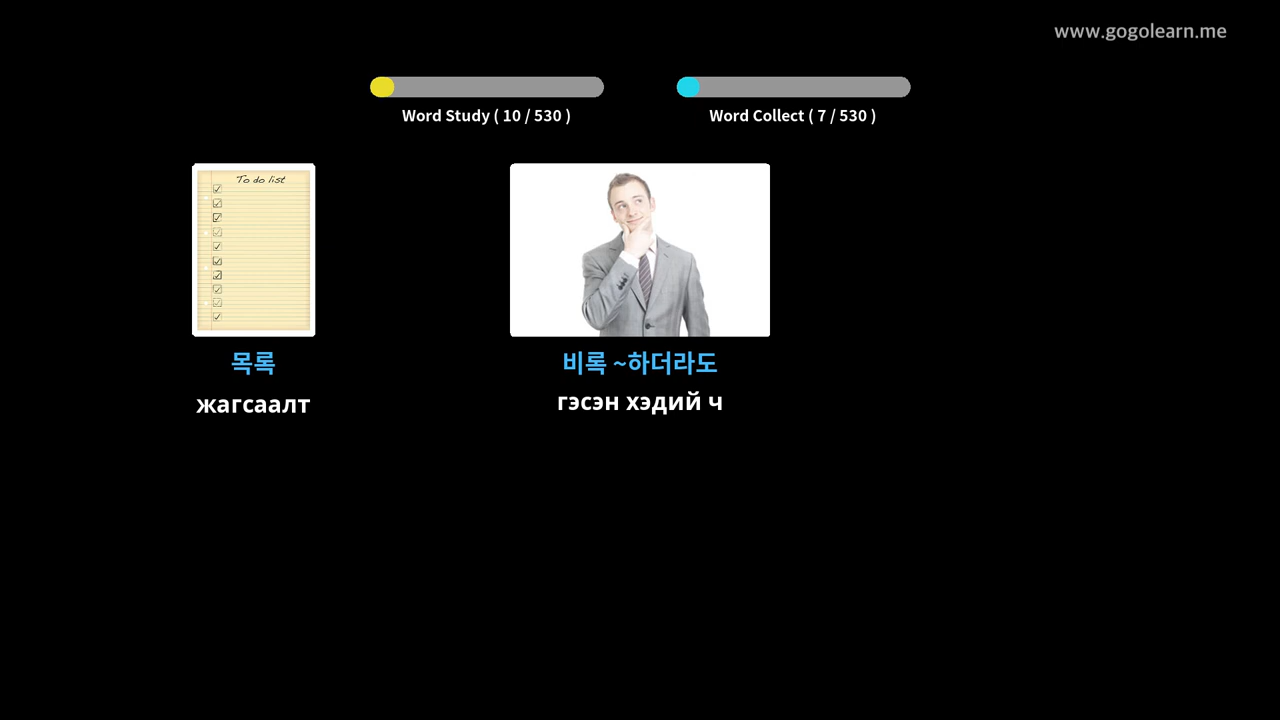 www.gogolearn.me
Word Study ( 10 / 530 )
Word Collect ( 7 / 530 )
To do list
목록
жагсаалт
비록 ~하더라도
гэсэн хэдий ч